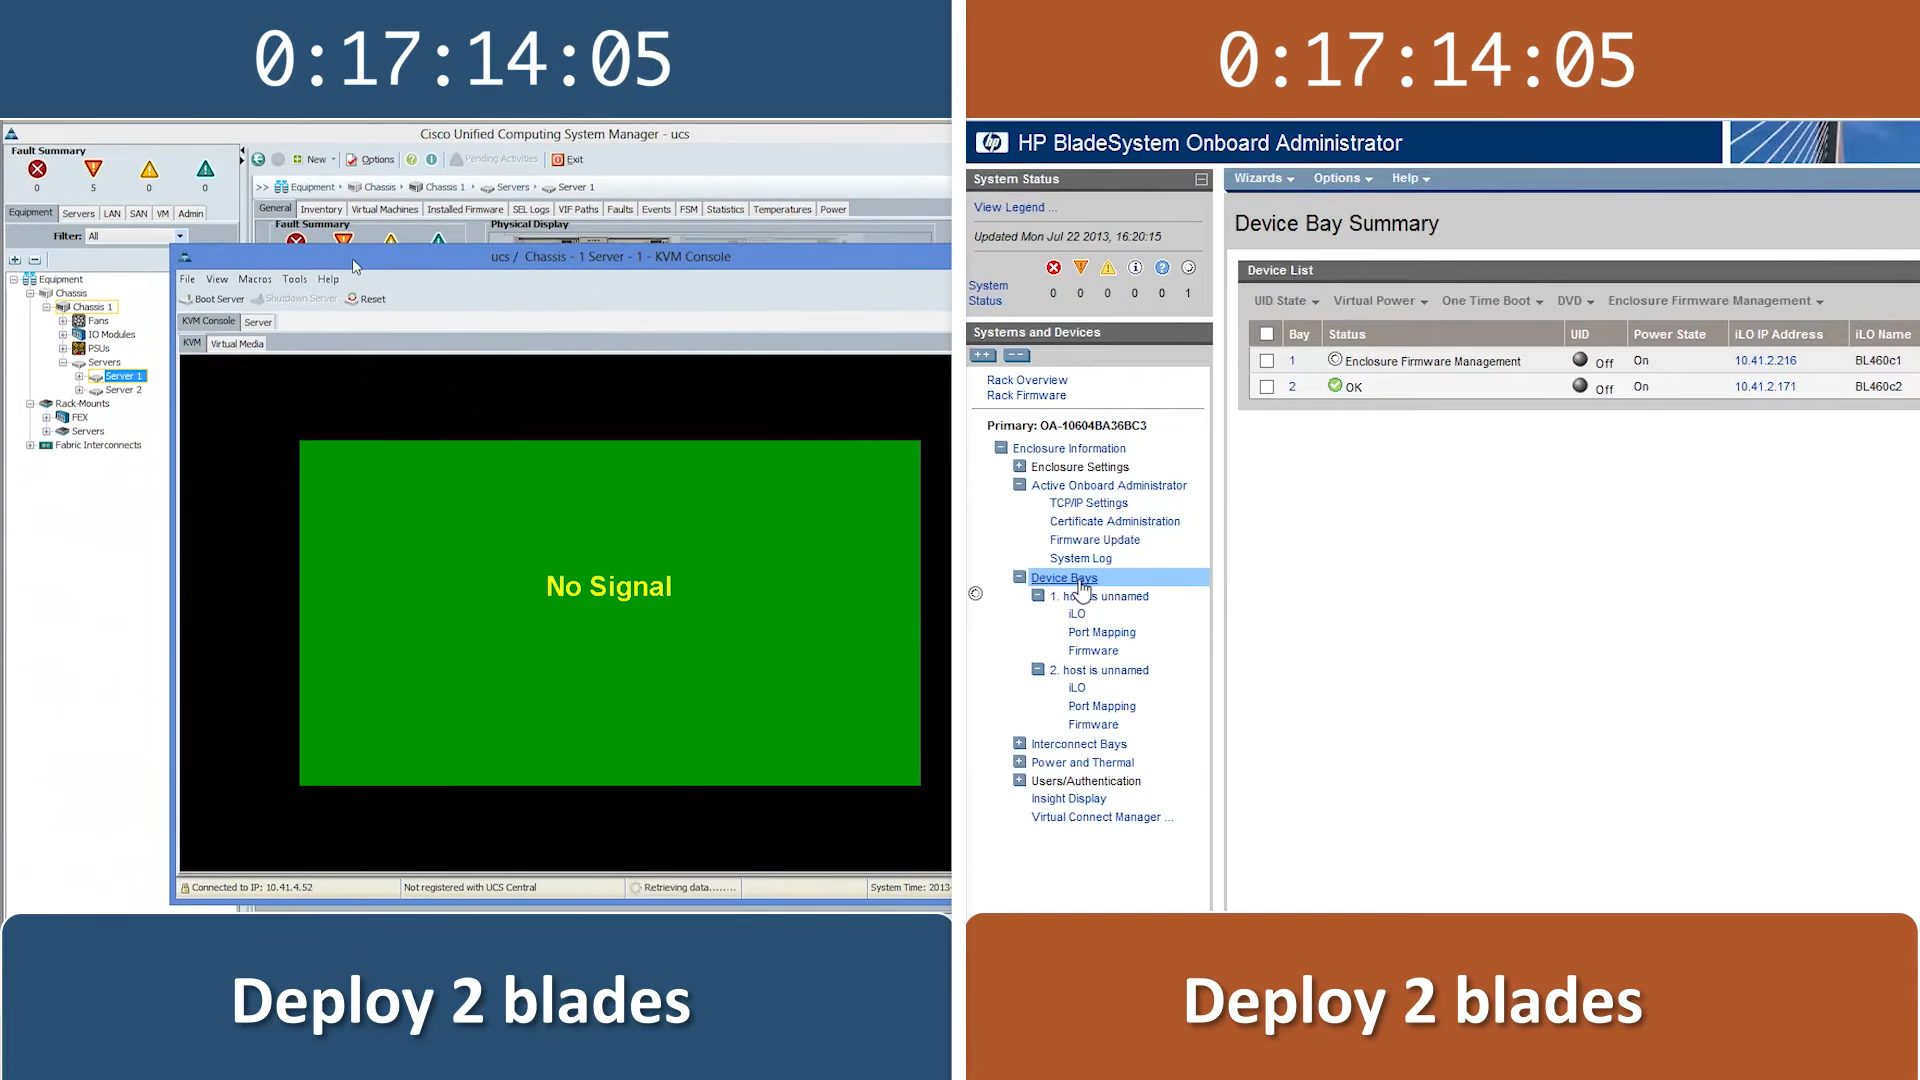 0:17:14:05
Cisco Unified Computing System Manager - ucs
Fault Summary
0 5 0 0
New Options ? i Pending Activities Exit
>> Equipment Chassis Chassis 1 Servers Server 1
Equipment Servers LAN SAN VM Admin
General Inventory Virtual Machines Installed Firmware SEL Logs VIF Paths Faults Events FSM Statistics Temperatures Power
Fault Summary
Physical Display
Filter: All
Equipment
Chassis
Chassis 1
Fans
IO Modules
PSUs
Servers
Server 1
Server 2
Rack-Mounts
FEX
Servers
Fabric Interconnects
ucs / Chassis - 1 Server - 1 - KVM Console
File View Macros Tools Help
Boot Server Shutdown Server Reset
KVM Console Server
KVM Virtual Media
No Signal
Connected to IP: 10.41.4.52
Not registered with UCS Central
Retrieving data........
System Time: 2013-
Deploy 2 blades
0:17:14:05
hp HP BladeSystem Onboard Administrator
System Status
View Legend ...
Updated Mon Jul 22 2013, 16:20:15
System Status 0 0 0 0 0 1
Systems and Devices
Rack Overview
Rack Firmware
Primary: OA-10604BA36BC3
Enclosure Information
Enclosure Settings
Active Onboard Administrator
TCP/IP Settings
Certificate Administration
Firmware Update
System Log
Device Bays
1. host is unnamed
iLO
Port Mapping
Firmware
2. host is unnamed
iLO
Port Mapping
Firmware
Interconnect Bays
Power and Thermal
Users/Authentication
Insight Display
Virtual Connect Manager ...
Wizards Options Help
Device Bay Summary
Device List
UID State Virtual Power One Time Boot DVD Enclosure Firmware Management
Bay Status UID Power State iLO IP Address iLO Name
1 Enclosure Firmware Management Off On 10.41.2.216 BL460c1
2 OK Off On 10.41.2.171 BL460c2
Deploy 2 blades